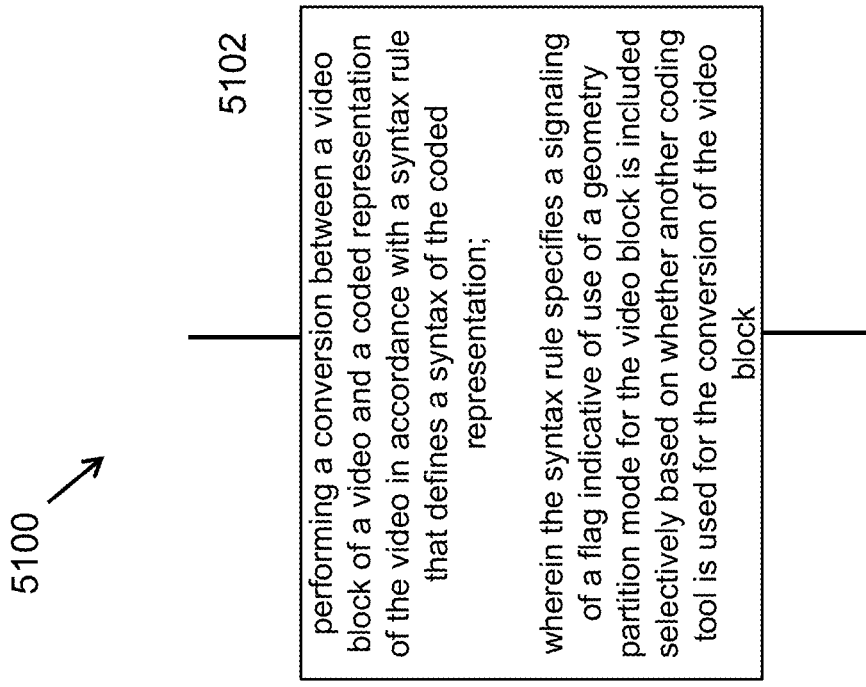 5100
5102
performing a conversion between a video
block of a video and a coded representation
of the video in accordance with a syntax rule
that defines a syntax of the coded
representation;
wherein the syntax rule specifies a signaling
of a flag indicative of use of a geometry
partition mode for the video block is included
selectively based on whether another coding
tool is used for the conversion of the video
block